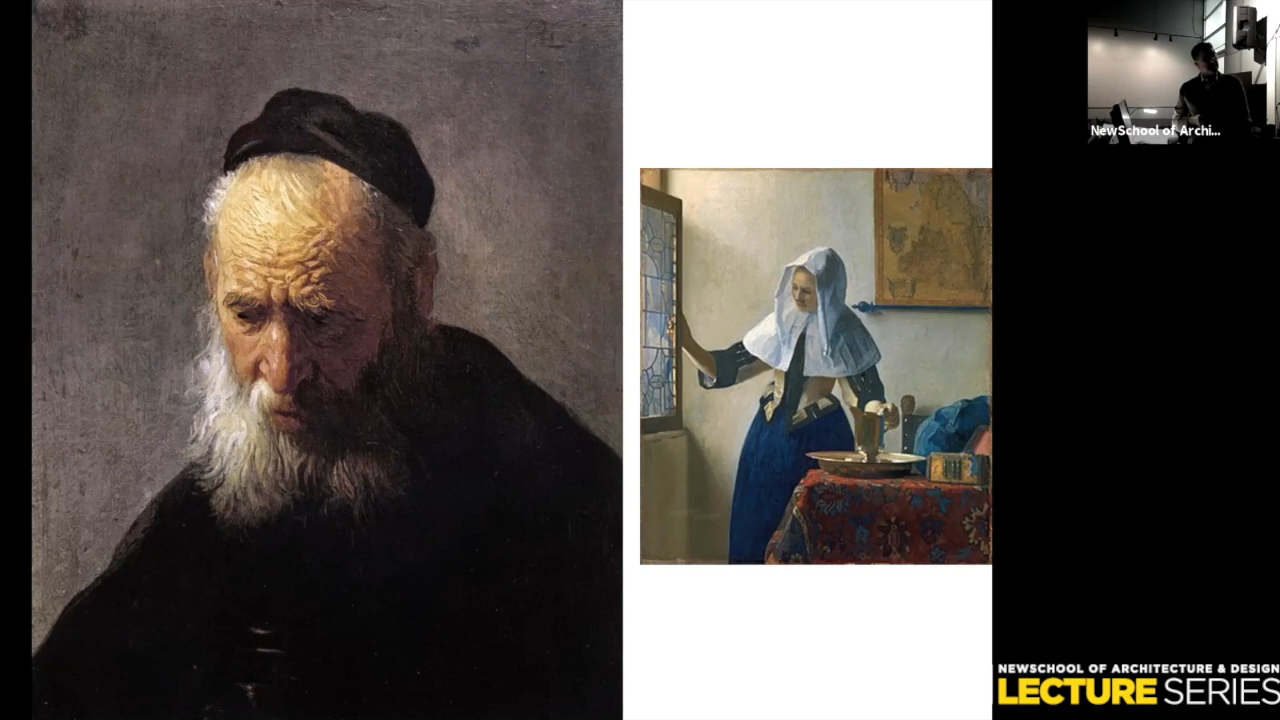 NewSchool of Archi...
NEWSCHOOL OF ARCHITECTURE & DESIGN
LECTURE SERIES